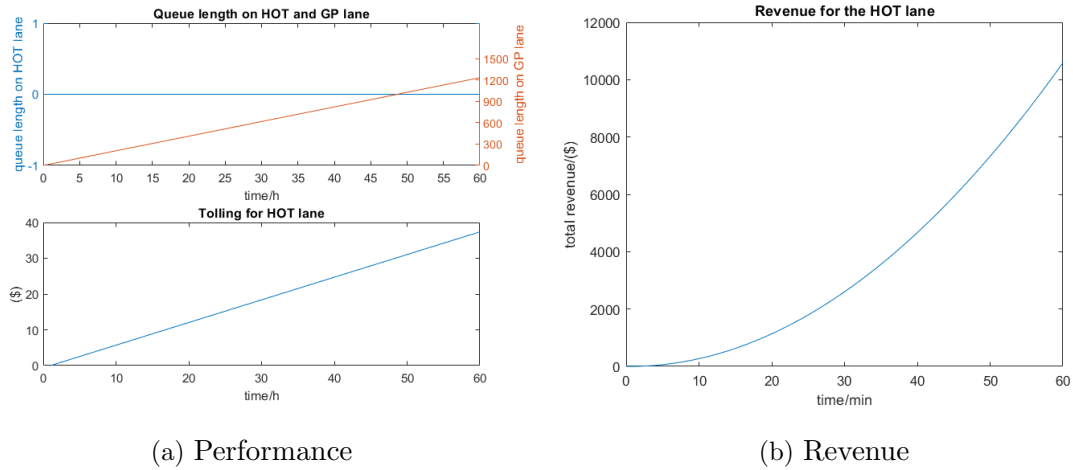 Queue length on HOT and GP lane
queue length on HOT lane
1
0
-1
1500
1200
900
600
300
0
queue length on GP lane
0 5 10 15 20 25 30 35 40 45 50 55 60
time/h
Tolling for HOT lane
($)
40
30
20
10
0
0 10 20 30 40 50 60
time/h
(a) Performance
Revenue for the HOT lane
total revenue/($)
12000
10000
8000
6000
4000
2000
0
0 10 20 30 40 50 60
time/min
(b) Revenue